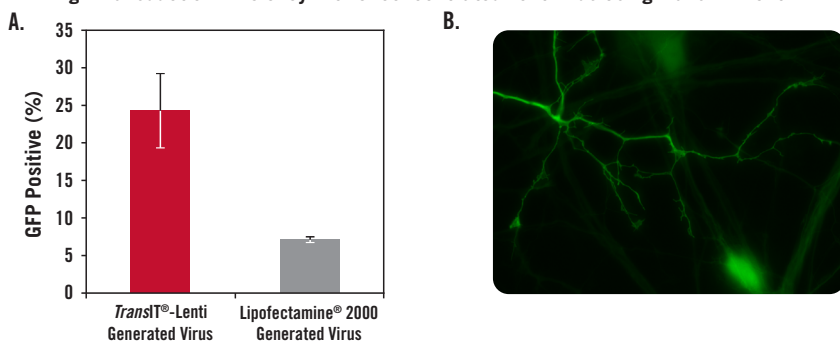 A.
B.
GFP Positive (%)
35
30
25
20
15
10
5
0
TransIT®-Lenti
Generated Virus
Lipofectamine® 2000
Generated Virus